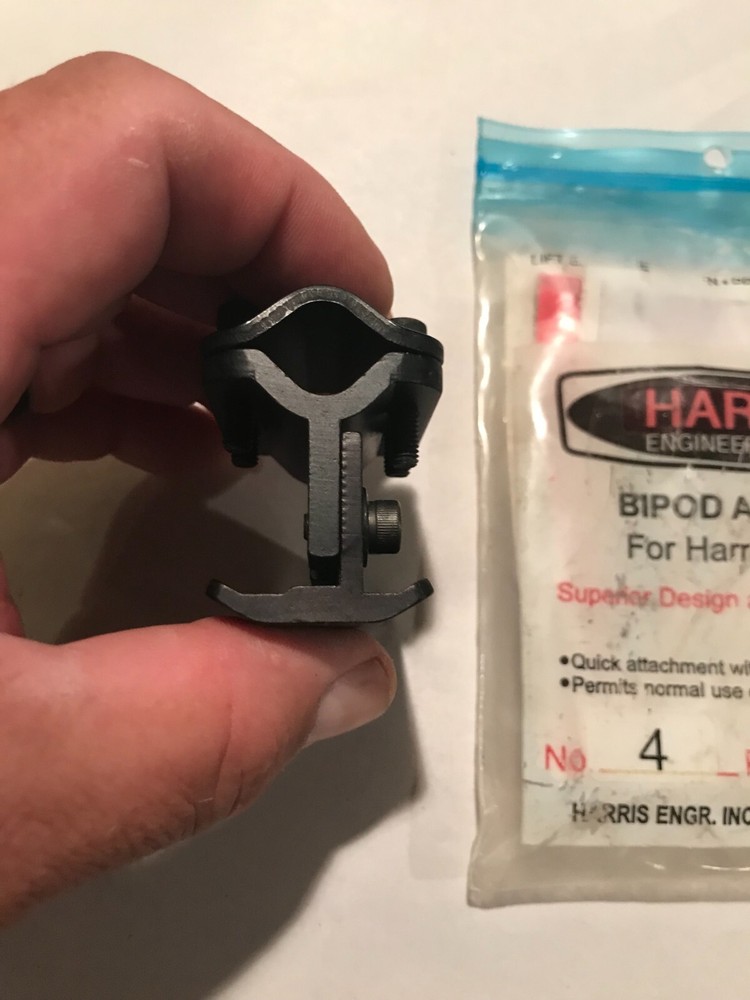 HAR
ENGINEE
BIPOD A
For Harr
Superior Design
•Quick attachment wi
•Permits normal use
No. 4
HARRIS ENGR. INC